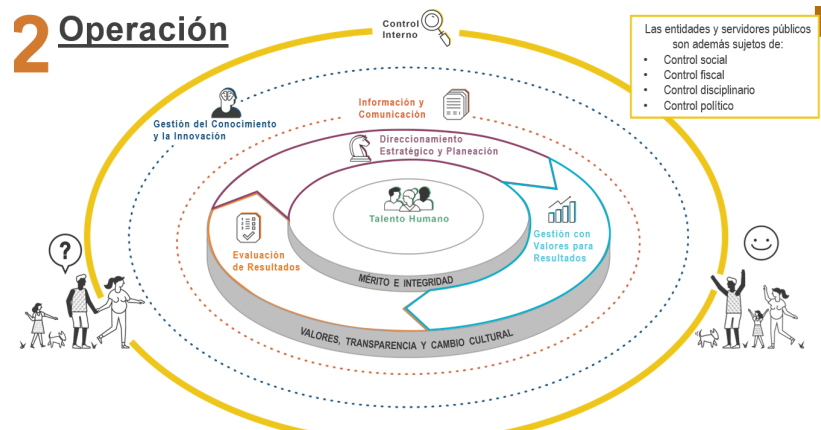 2 Operación
Control
Interno
Las entidades y servidores públicos
son además sujetos de:
• Control social
• Control fiscal
• Control disciplinario
• Control político
Información y
Comunicación
Gestión del Conocimiento
y la Innovación
Direccionamiento
Estratégico y Planeación
Talento Humano
Gestión con
Valores para
Resultados
Evaluación
de Resultados
MÉRITO E INTEGRIDAD
VALORES, TRANSPARENCIA Y CAMBIO CULTURAL
?